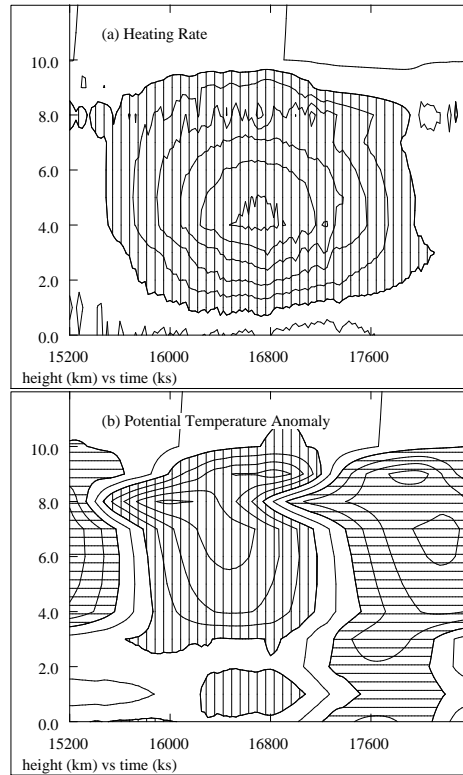 (a) Heating Rate
10.0
8.0
6.0
4.0
2.0
0.0
15200 16000 16800 17600
height (km) vs time (ks)
(b) Potential Temperature Anomaly
10.0
8.0
6.0
4.0
2.0
0.0
15200 16000 16800 17600
height (km) vs time (ks)